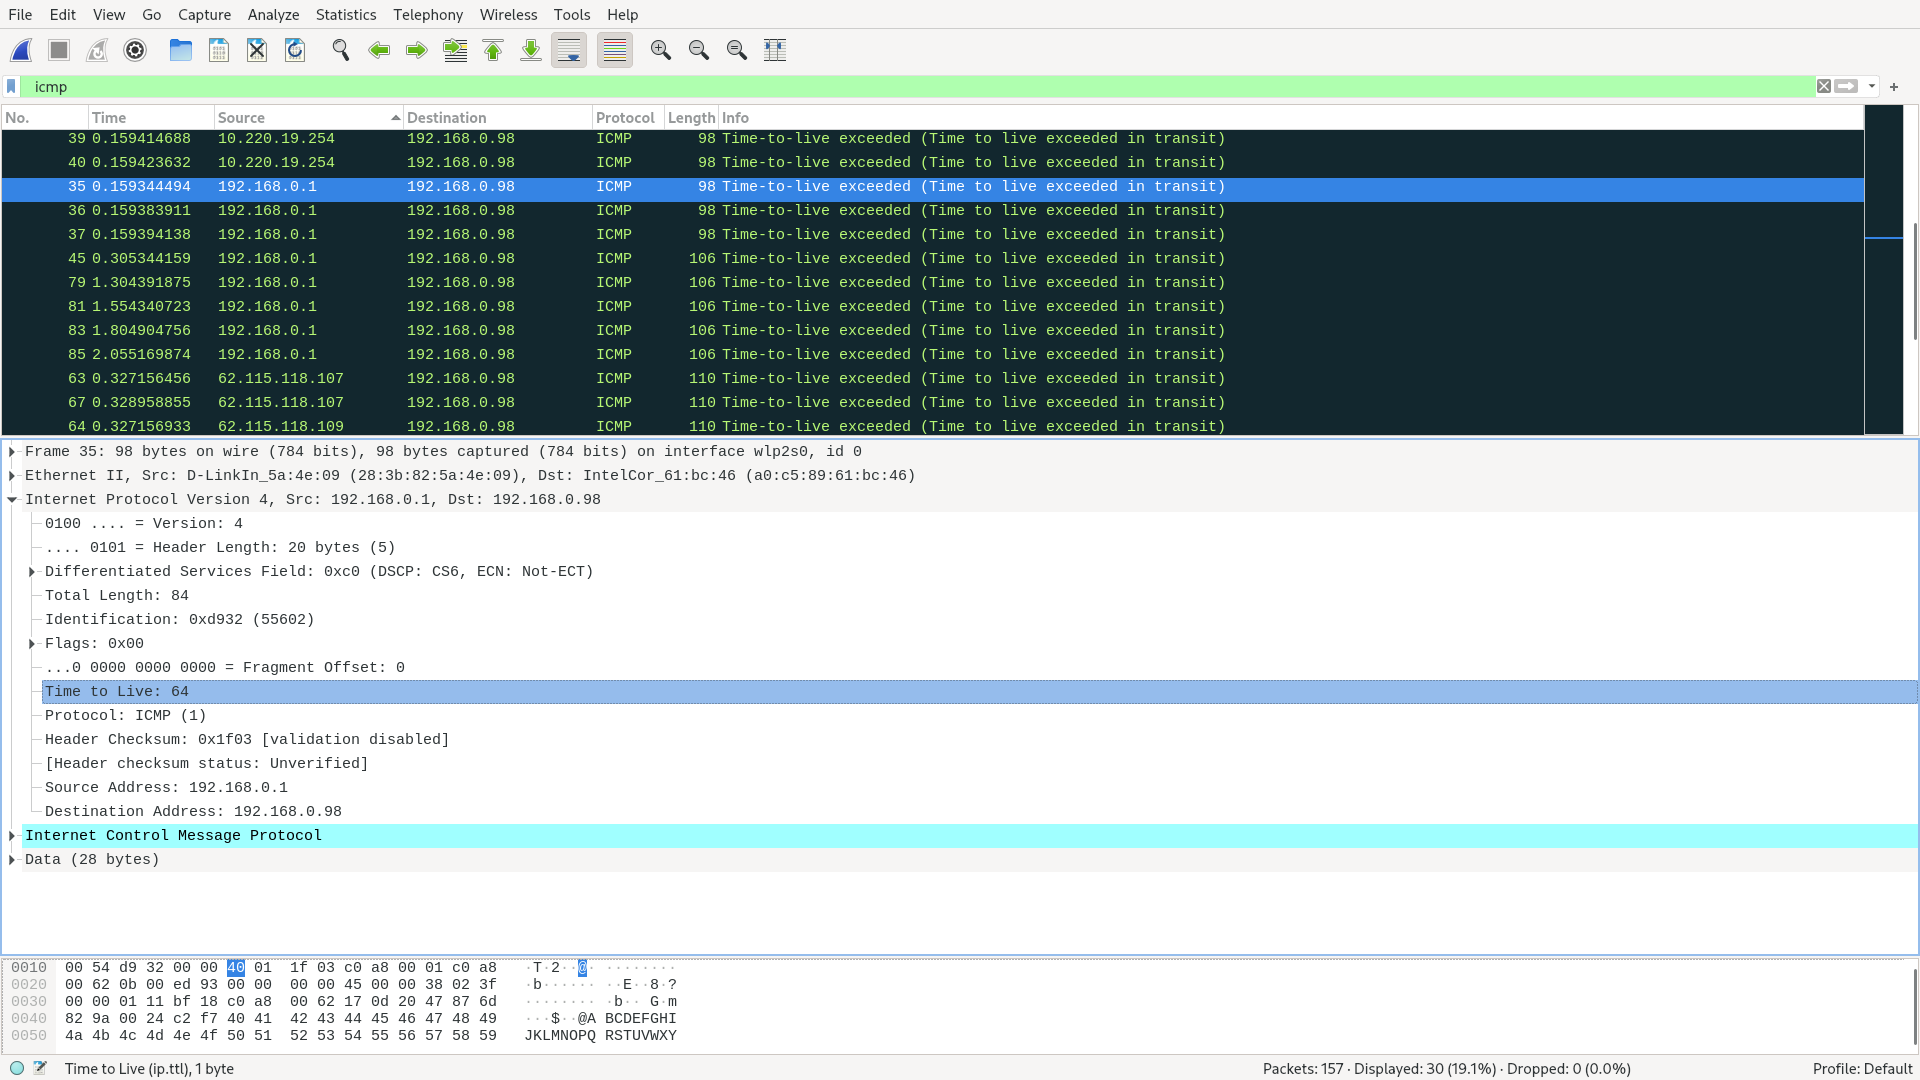 File Edit View Go Capture Analyze Statistics Telephony Wireless Tools Help
icmp
No. Time Source Destination Protocol Length Info
39 0.159414688 10.220.19.254 192.168.0.98 ICMP 98 Time-to-live exceeded (Time to live exceeded in transit)
40 0.159423632 10.220.19.254 192.168.0.98 ICMP 98 Time-to-live exceeded (Time to live exceeded in transit)
35 0.159344494 192.168.0.1 192.168.0.98 ICMP 98 Time-to-live exceeded (Time to live exceeded in transit)
36 0.159383911 192.168.0.1 192.168.0.98 ICMP 98 Time-to-live exceeded (Time to live exceeded in transit)
37 0.159394138 192.168.0.1 192.168.0.98 ICMP 98 Time-to-live exceeded (Time to live exceeded in transit)
45 0.305344159 192.168.0.1 192.168.0.98 ICMP 106 Time-to-live exceeded (Time to live exceeded in transit)
79 1.304391875 192.168.0.1 192.168.0.98 ICMP 106 Time-to-live exceeded (Time to live exceeded in transit)
81 1.554340723 192.168.0.1 192.168.0.98 ICMP 106 Time-to-live exceeded (Time to live exceeded in transit)
83 1.804904756 192.168.0.1 192.168.0.98 ICMP 106 Time-to-live exceeded (Time to live exceeded in transit)
85 2.055169874 192.168.0.1 192.168.0.98 ICMP 106 Time-to-live exceeded (Time to live exceeded in transit)
63 0.327156456 62.115.118.107 192.168.0.98 ICMP 110 Time-to-live exceeded (Time to live exceeded in transit)
67 0.328958855 62.115.118.107 192.168.0.98 ICMP 110 Time-to-live exceeded (Time to live exceeded in transit)
64 0.327156933 62.115.118.109 192.168.0.98 ICMP 110 Time-to-live exceeded (Time to live exceeded in transit)
Frame 35: 98 bytes on wire (784 bits), 98 bytes captured (784 bits) on interface wlp2s0, id 0
Ethernet II, Src: D-LinkIn_5a:4e:09 (28:3b:82:5a:4e:09), Dst: IntelCor_61:bc:46 (a0:c5:89:61:bc:46)
Internet Protocol Version 4, Src: 192.168.0.1, Dst: 192.168.0.98
0100 .... = Version: 4
.... 0101 = Header Length: 20 bytes (5)
Differentiated Services Field: 0xc0 (DSCP: CS6, ECN: Not-ECT)
Total Length: 84
Identification: 0xd932 (55602)
Flags: 0x00
...0 0000 0000 0000 = Fragment Offset: 0
Time to Live: 64
Protocol: ICMP (1)
Header Checksum: 0x1f03 [validation disabled]
[Header checksum status: Unverified]
Source Address: 192.168.0.1
Destination Address: 192.168.0.98
Internet Control Message Protocol
Data (28 bytes)
0010 00 54 d9 32 00 00 40 01 1f 03 c0 a8 00 01 c0 a8 ·T·2··@· ········
0020 00 62 0b 00 ed 93 00 00 00 00 45 00 00 38 02 3f ·b······ ··E··8·?
0030 00 00 01 11 bf 18 c0 a8 00 62 17 0d 20 47 87 6d ········ ·b·· G·m
0040 82 9a 00 24 c2 f7 40 41 42 43 44 45 46 47 48 49 ···$··@A BCDEFGHI
0050 4a 4b 4c 4d 4e 4f 50 51 52 53 54 55 56 57 58 59 JKLMNOPQ RSTUVWXY
Time to Live (ip.ttl), 1 byte Packets: 157 · Displayed: 30 (19.1%) · Dropped: 0 (0.0%) Profile: Default